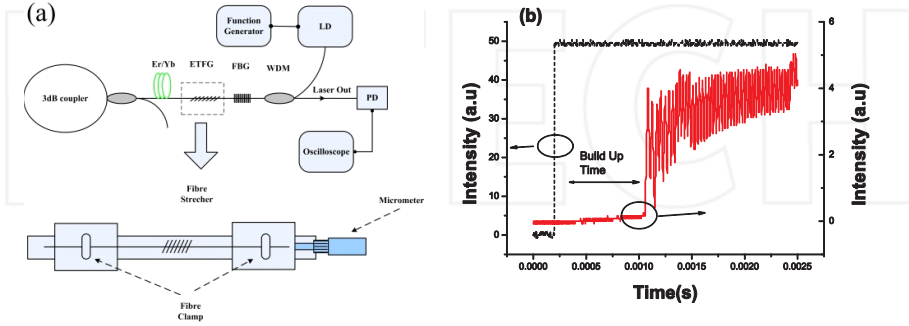 (a)
Function
Generator
LD
Er/Yb
ETFG
FBG
WDM
3dB coupler
Laser Out
PD
Oscilloscope
Fibre
Strecher
Micrometer
Fibre
Clamp
(b)
Intensity (a.u)
50
40
30
20
10
0
Build Up
Time
6
4
2
0
Intensity (a.u)
0.0000
0.0005
0.0010
0.0015
0.0020
0.0025
Time(s)
ECH